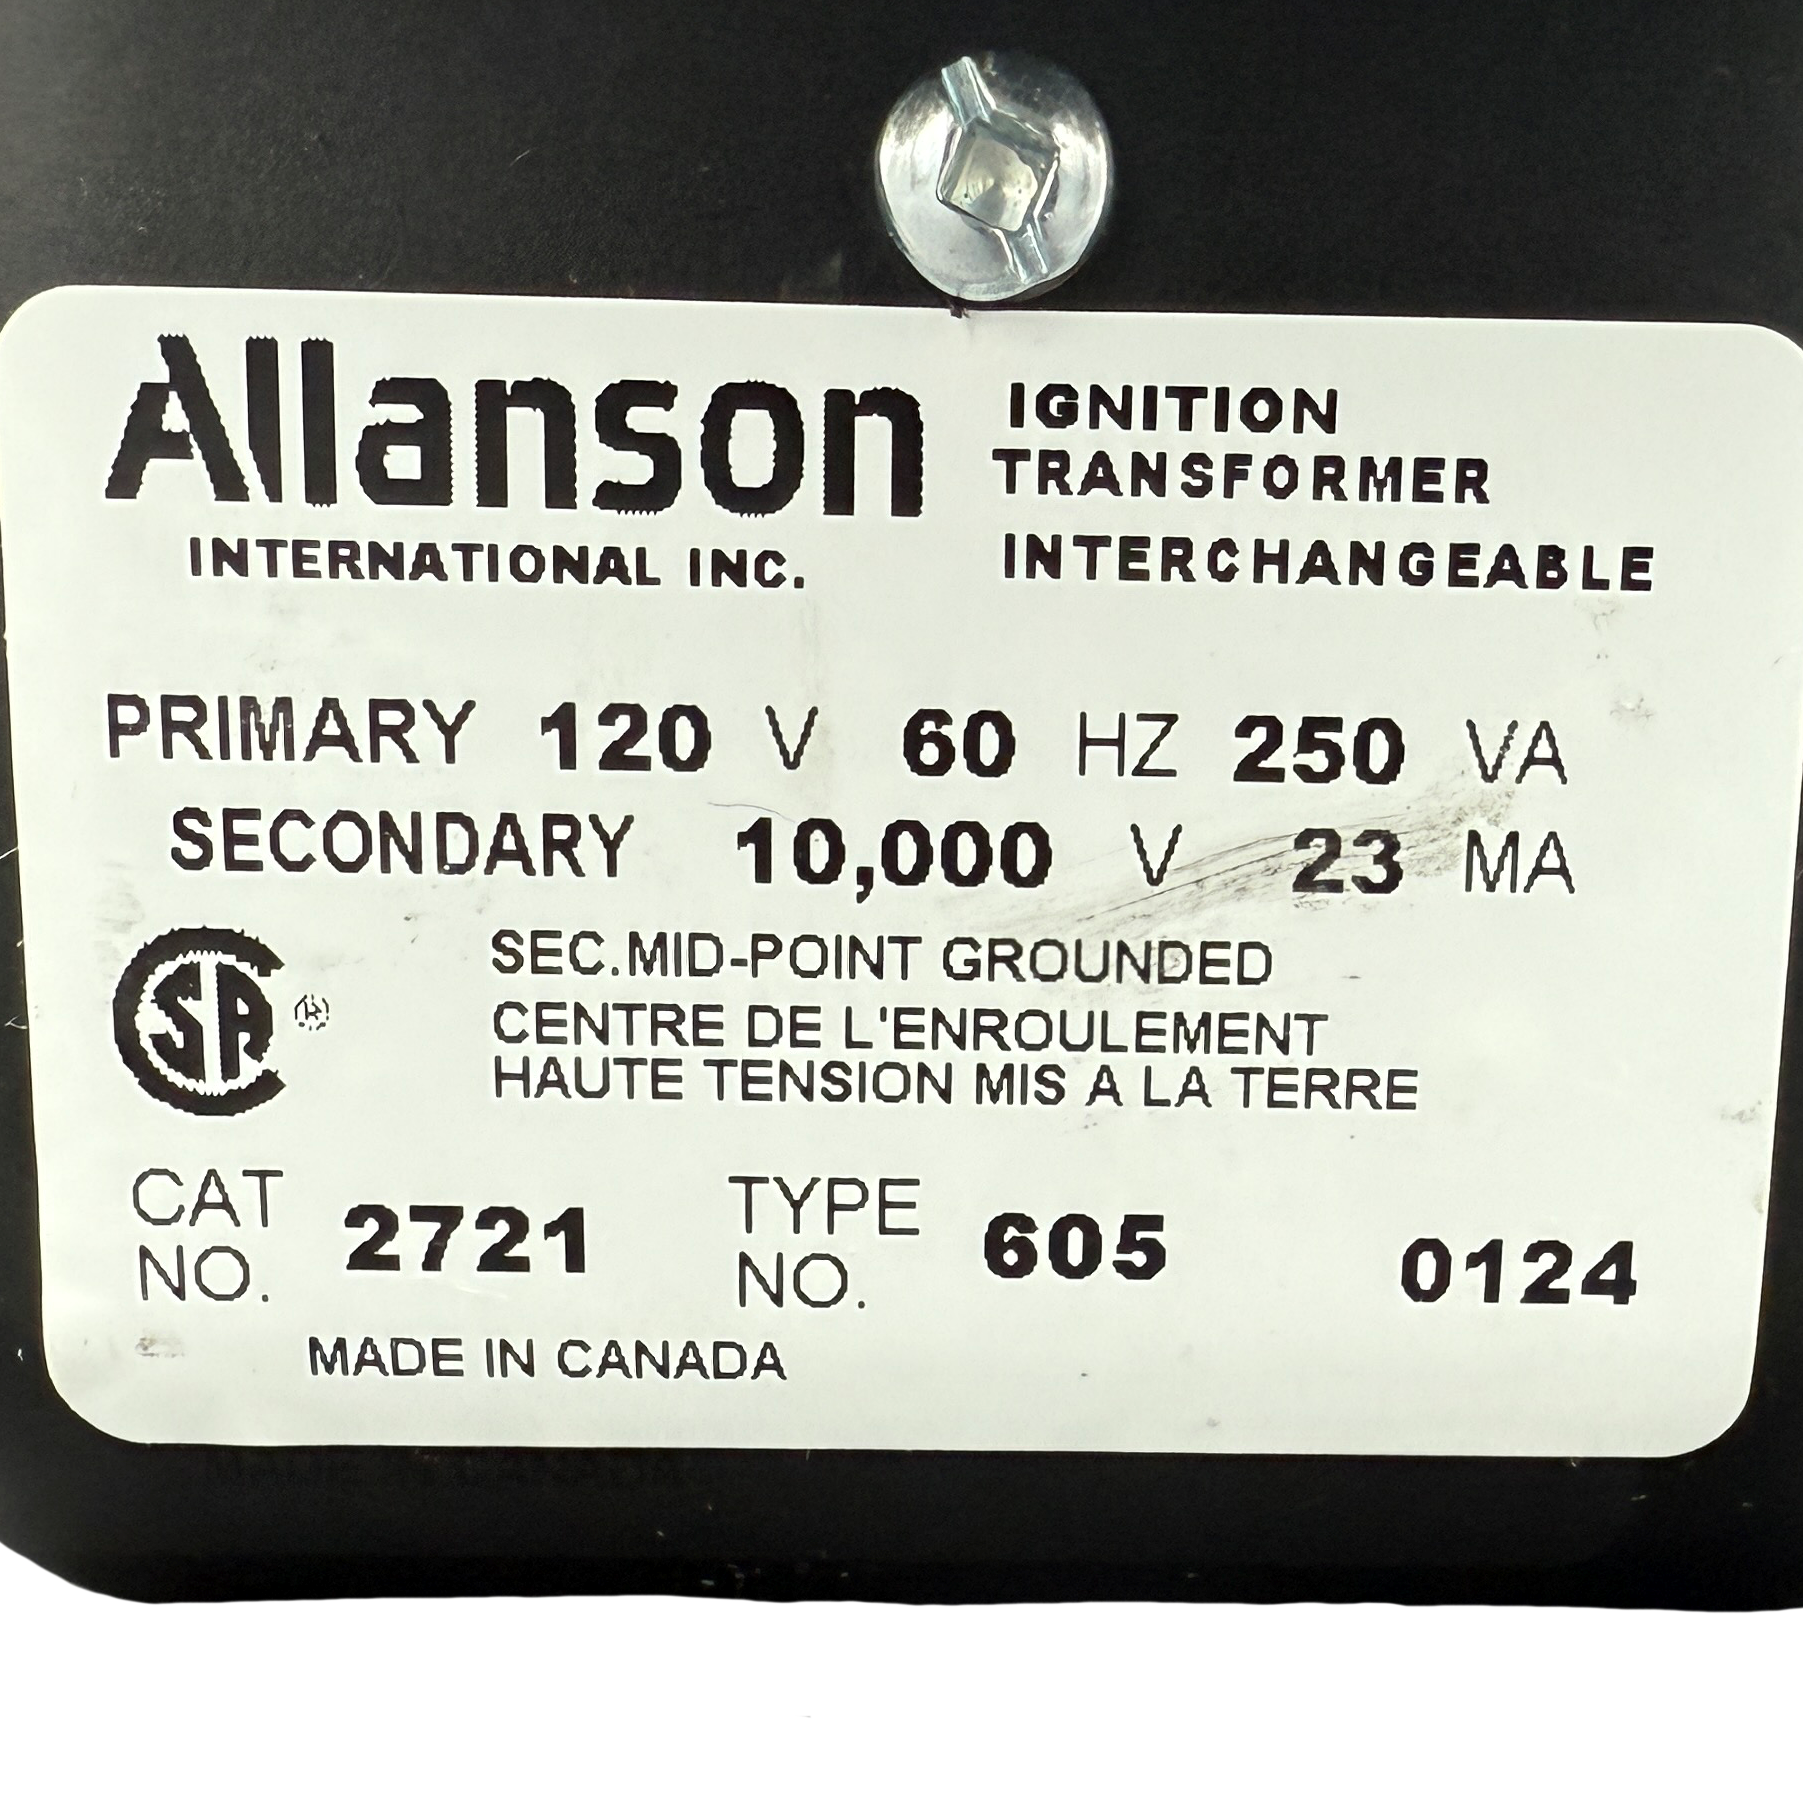 Allanson
INTERNATIONAL INC.
IGNITION
TRANSFORMER
INTERCHANGEABLE
PRIMARY 120 V 60 HZ 250 VA
SECONDARY 10,000 V 23 MA
SA ®
SEC.MID-POINT GROUNDED
CENTRE DE L'ENROULEMENT
HAUTE TENSION MIS A LA TERRE
CAT NO. 2721 TYPE NO. 605 0124
MADE IN CANADA